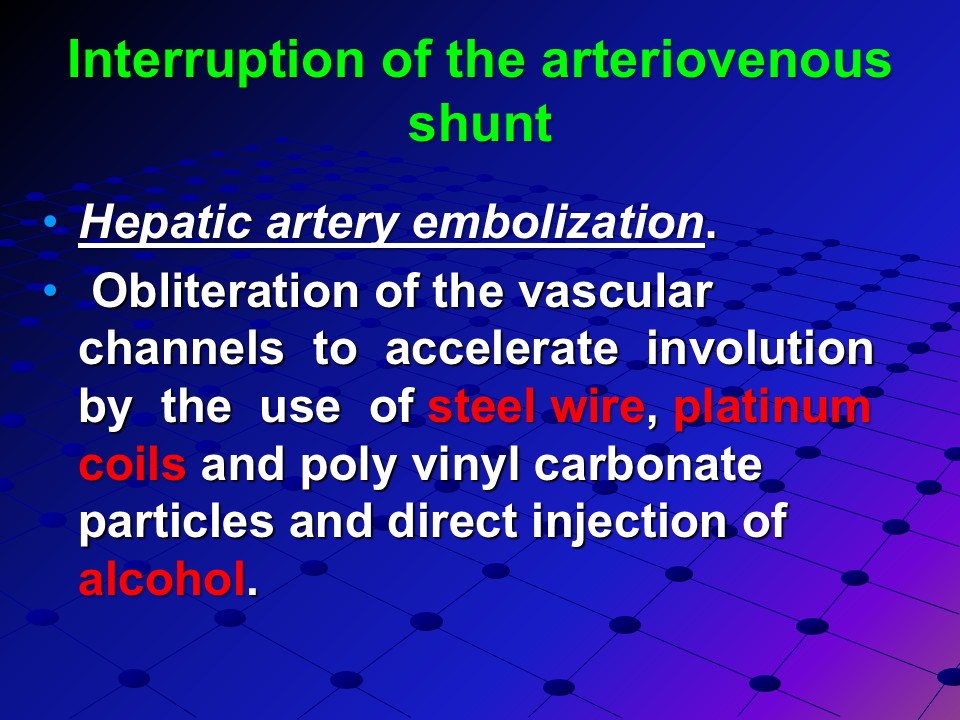 Interruption of the arteriovenous
shunt
• Hepatic artery embolization.
• Obliteration of the vascular
channels to accelerate involution
by the use of steel wire, platinum
coils and poly vinyl carbonate
particles and direct injection of
alcohol.